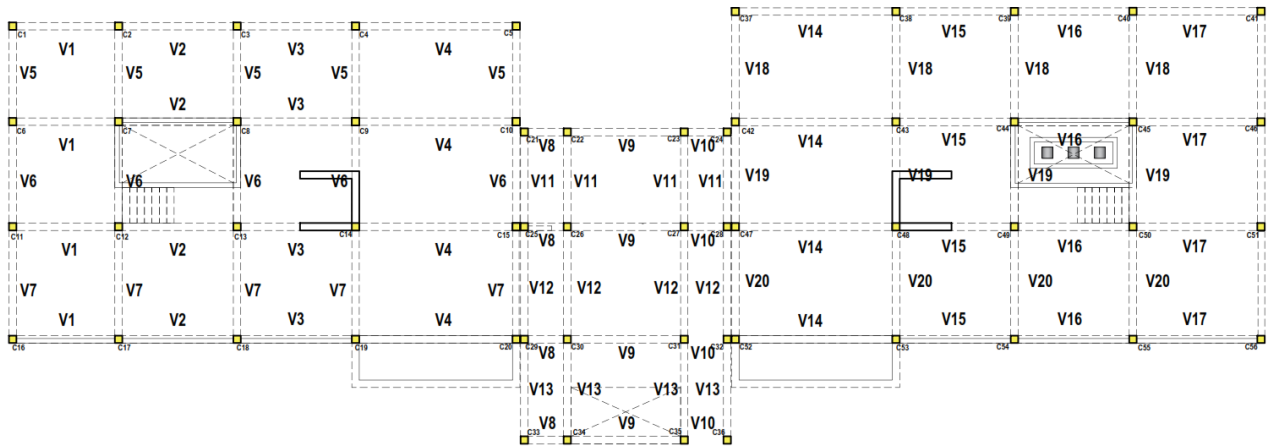 C37 C38 C39 C40 C41
C1 C2 C3 C4 C5
V14 V15 V16 V17
V1 V2 V3 V4
V18 V18 V18 V18
V5 V5 V5 V5 V5
V2 V3
C6 C7 C8 C9 C10
C42 C43 C44 C45 C46
C21 C22 C23 C24
V1 V4 V8 V9 V10 V14 V15 V16 V17
V6 V6 V6 V6 V6 V11 V11 V11 V11 V19 V19 V19 V19
C11 C12 C13 C14 C15 C25 C26 C27 C28 C47 C48 C49 C50 C51
V1 V2 V4 V8 V9 V10 V14 V15 V16 V17
V7 V7 V7 V7 V12 V12 V12 V12 V20 V20 V20 V20
V1 V2 V3 V4 V14 V15 V16 V17
C16 C17 C18 C19 C20 C29 C30 C31 C32 C52 C53 C54 C55 C56
V8 V9 V10
V13 V13 V13 V13
V8 V9 V10
C33 C34 C35 C36